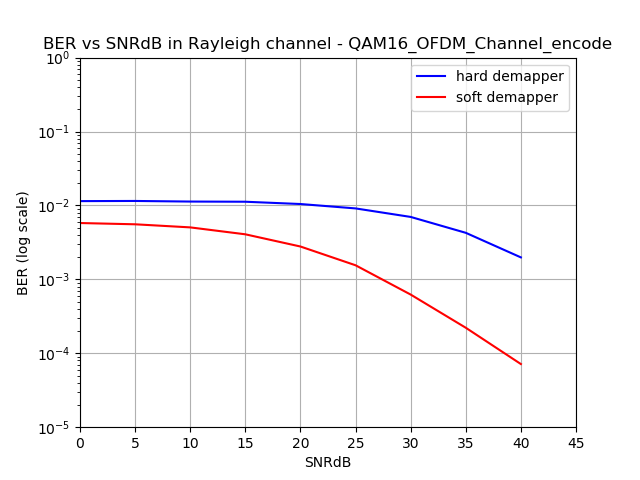 BER vs SNRdB in Rayleigh channel - QAM16_OFDM_Channel_encode
hard demapper
soft demapper
BER (log scale)
10⁰
10⁻¹
10⁻²
10⁻³
10⁻⁴
10⁻⁵
0 5 10 15 20 25 30 35 40 45
SNRdB